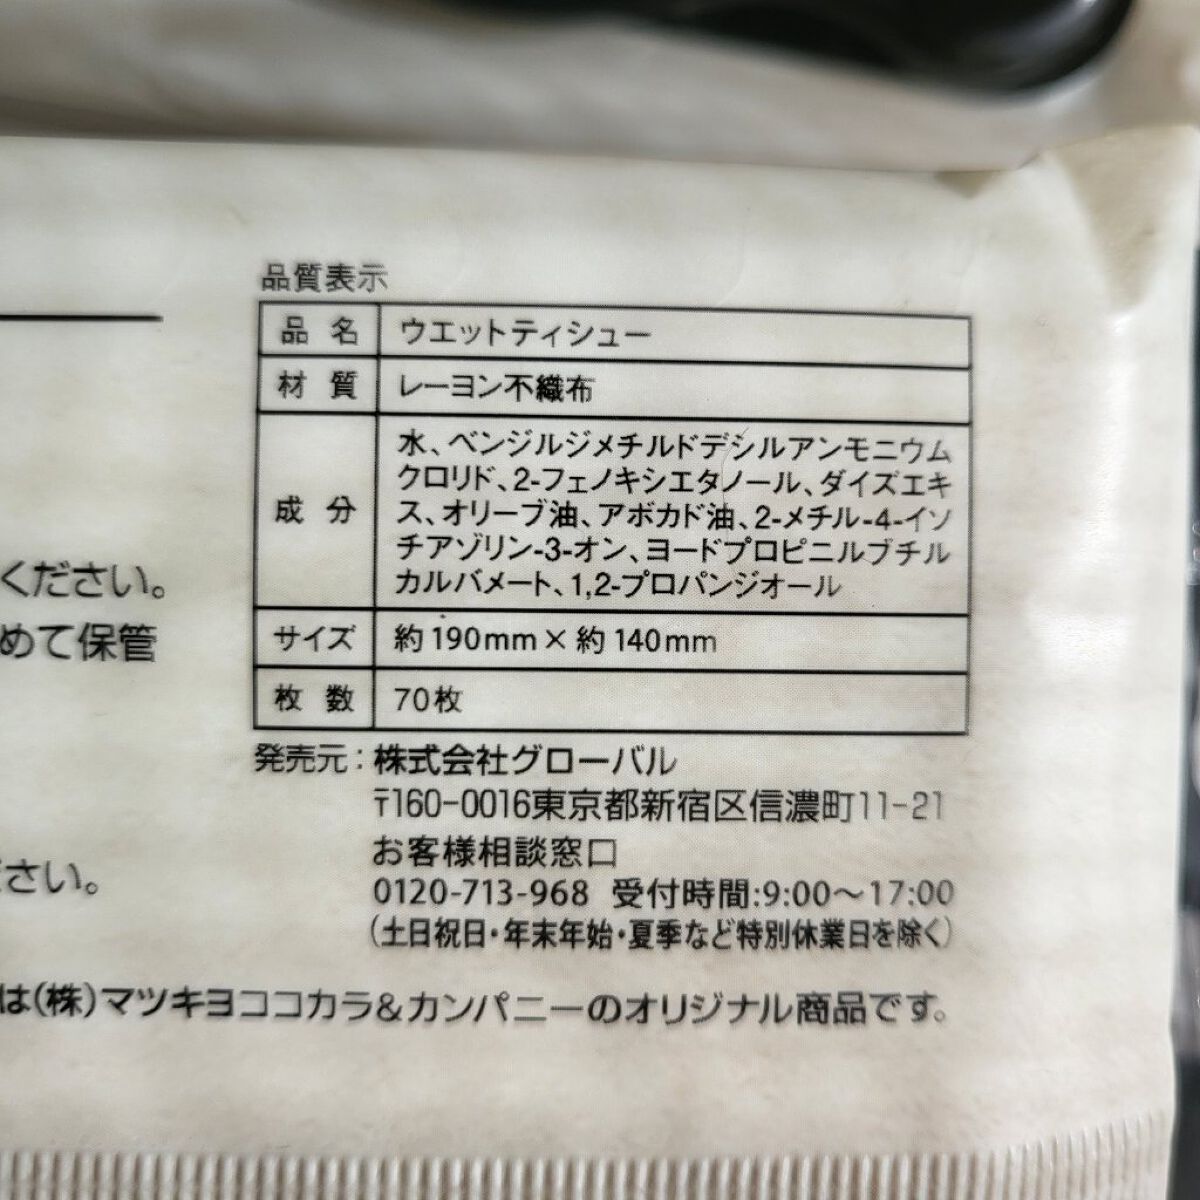 品質表示
品名 ウエットティシュー
材質 レーヨン不織布
成分 水、ベンジルジメチルドデシルアンモニウム
クロリド、2-フェノキシエタノール、ダイズエキ
ス、オリーブ油、アボカド油、2-メチル-4-イソ
チアゾリン-3-オン、ヨードプロピニルブチル
カルバメート、1,2-プロパンジオール
サイズ 約190mm×約140mm
枚数 70枚
発売元：株式会社グローバル
〒160-0016東京都新宿区信濃町11-21
お客様相談窓口
0120-713-968 受付時間:9:00〜17:00
(土日祝日・年末年始・夏季など特別休業日を除く)
ください。
めて保管
ださい。
は(株)マツキヨココカラ&カンパニーのオリジナル商品です。